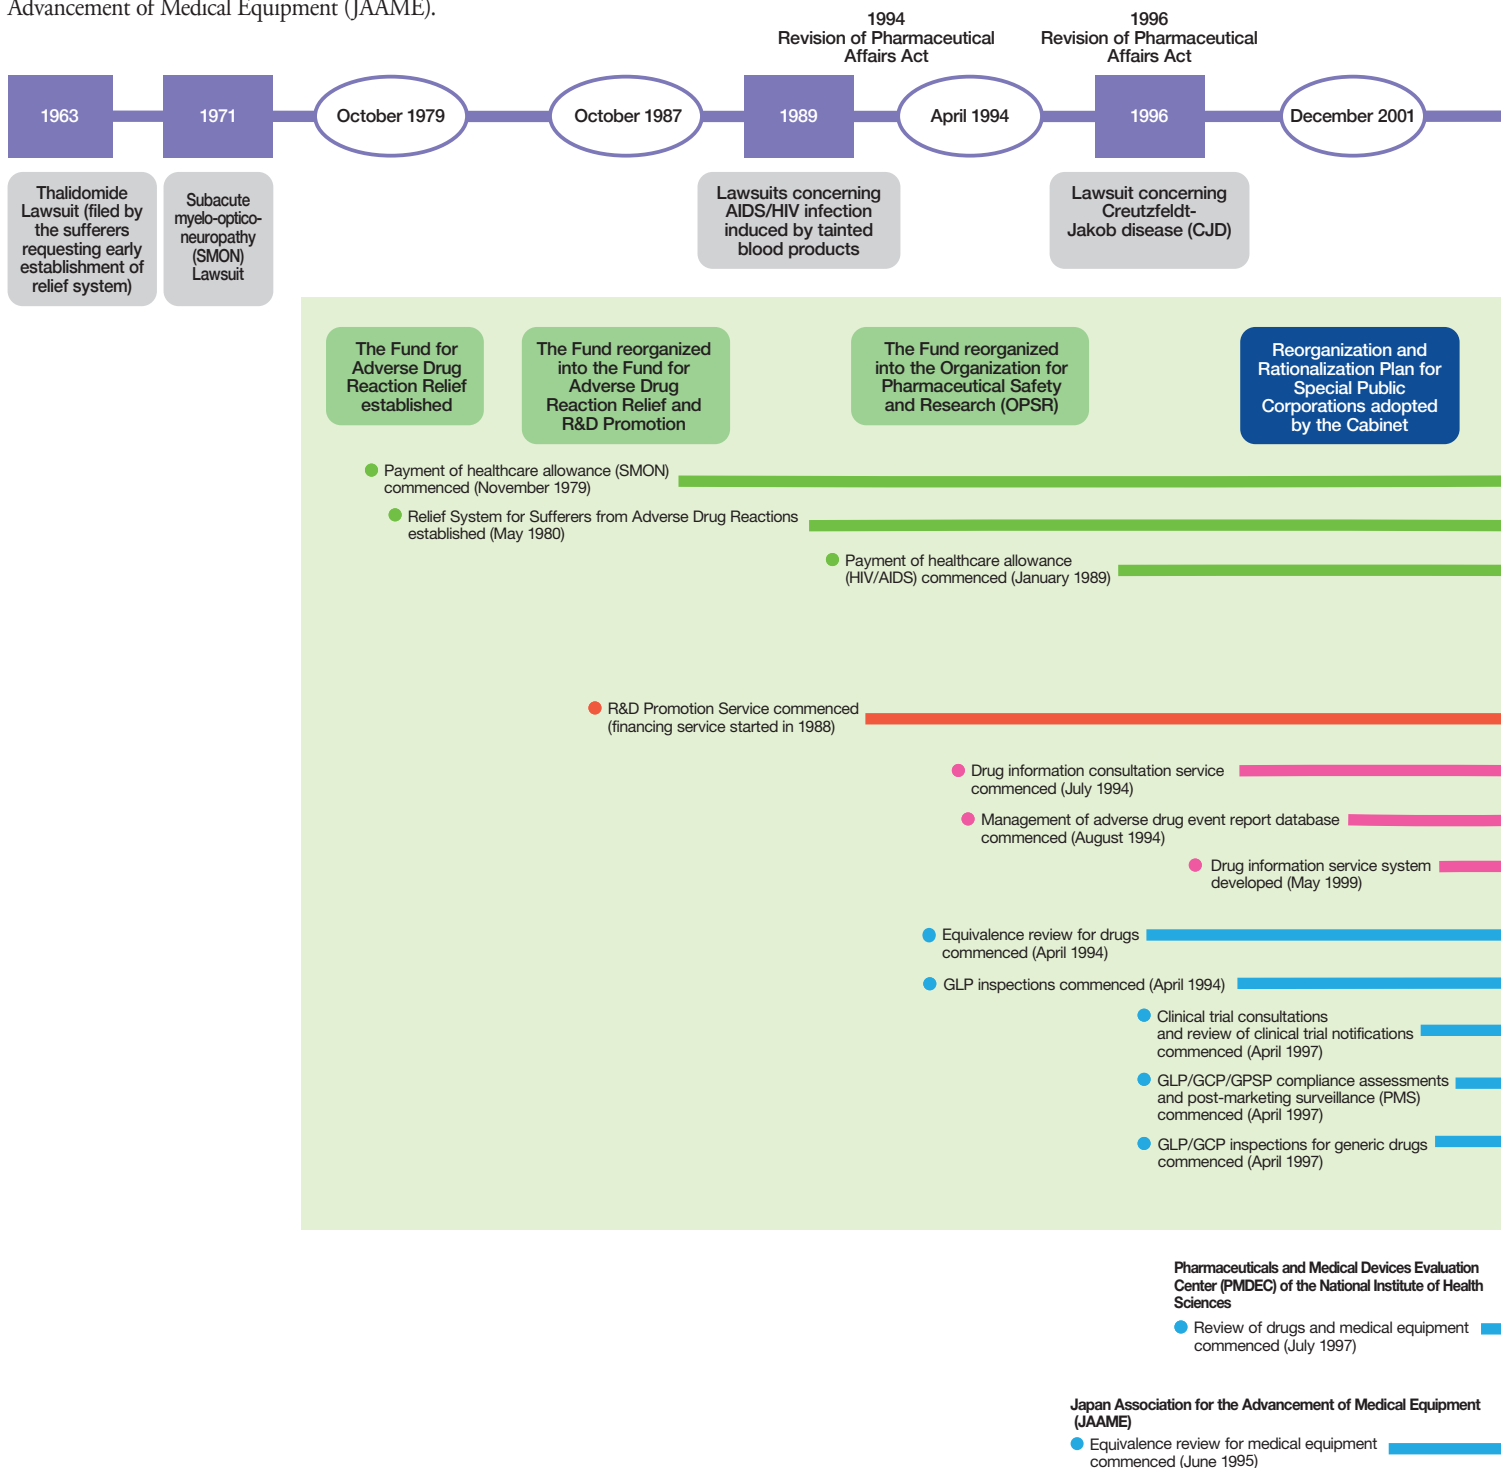 Advancement of Medical Equipment (JAAME).
1994
Revision of Pharmaceutical
Affairs Act
1996
Revision of Pharmaceutical
Affairs Act
1963
1971
October 1979
October 1987
1989
April 1994
1996
December 2001
Thalidomide
Lawsuit (filed by
the sufferers
requesting early
establishment of
relief system)
Subacute
myelo-optico-
neuropathy
(SMON)
Lawsuit
Lawsuits concerning
AIDS/HIV infection
induced by tainted
blood products
Lawsuit concerning
Creutzfeldt-
Jakob disease (CJD)
The Fund for
Adverse Drug
Reaction Relief
established
The Fund reorganized
into the Fund for
Adverse Drug
Reaction Relief and
R&D Promotion
The Fund reorganized
into the Organization for
Pharmaceutical Safety
and Research (OPSR)
Reorganization and
Rationalization Plan for
Special Public
Corporations adopted
by the Cabinet
Payment of healthcare allowance (SMON)
commenced (November 1979)
Relief System for Sufferers from Adverse Drug Reactions
established (May 1980)
Payment of healthcare allowance
(HIV/AIDS) commenced (January 1989)
R&D Promotion Service commenced
(financing service started in 1988)
Drug information consultation service
commenced (July 1994)
Management of adverse drug event report database
commenced (August 1994)
Drug information service system
developed (May 1999)
Equivalence review for drugs
commenced (April 1994)
GLP inspections commenced (April 1994)
Clinical trial consultations
and review of clinical trial notifications
commenced (April 1997)
GLP/GCP/GPSP compliance assessments
and post-marketing surveillance (PMS)
commenced (April 1997)
GLP/GCP inspections for generic drugs
commenced (April 1997)
Pharmaceuticals and Medical Devices Evaluation
Center (PMDEC) of the National Institute of Health
Sciences
Review of drugs and medical equipment
commenced (July 1997)
Japan Association for the Advancement of Medical Equipment
(JAAME)
Equivalence review for medical equipment
commenced (June 1995)